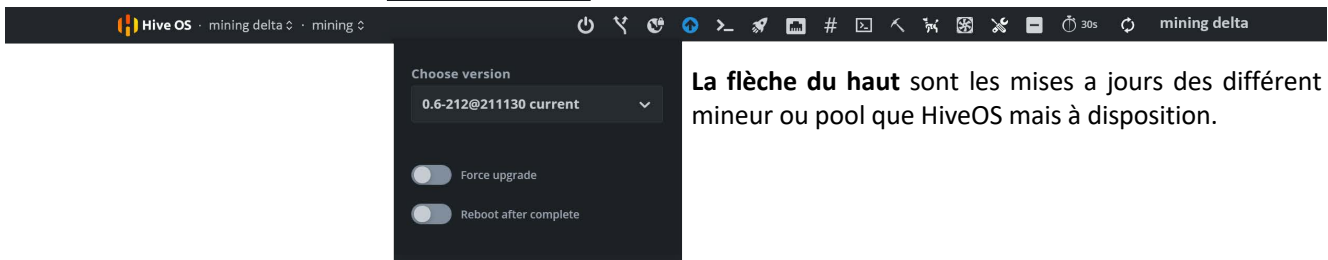 Hive OS · mining delta · mining 30s mining delta
Choose version
0.6-212@211130 current
Force upgrade
Reboot after complete
La flèche du haut sont les mises a jours des différent
mineur ou pool que HiveOS mais à disposition.